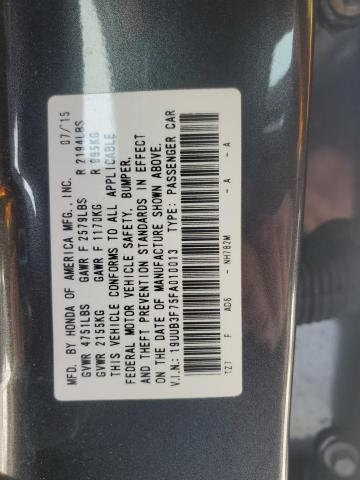 MFD. BY HONDA OF AMERICA MFG., INC. 07/15
GVWR 4751LBS GAWR F 2579LBS R 2194LBS
GVWR 2155KG GAWR F 1170KG R 995KG
THIS VEHICLE CONFORMS TO ALL APPLICABLE
FEDERAL MOTOR VEHICLE SAFETY, BUMPER,
AND THEFT PREVENTION STANDARDS IN EFFECT
ON THE DATE OF MANUFACTURE SHOWN ABOVE.
V.I.N.: 19UUB3F75FA010013 TYPE: PASSENGER CAR
TZ7 F AD6 - NH782M - A - A